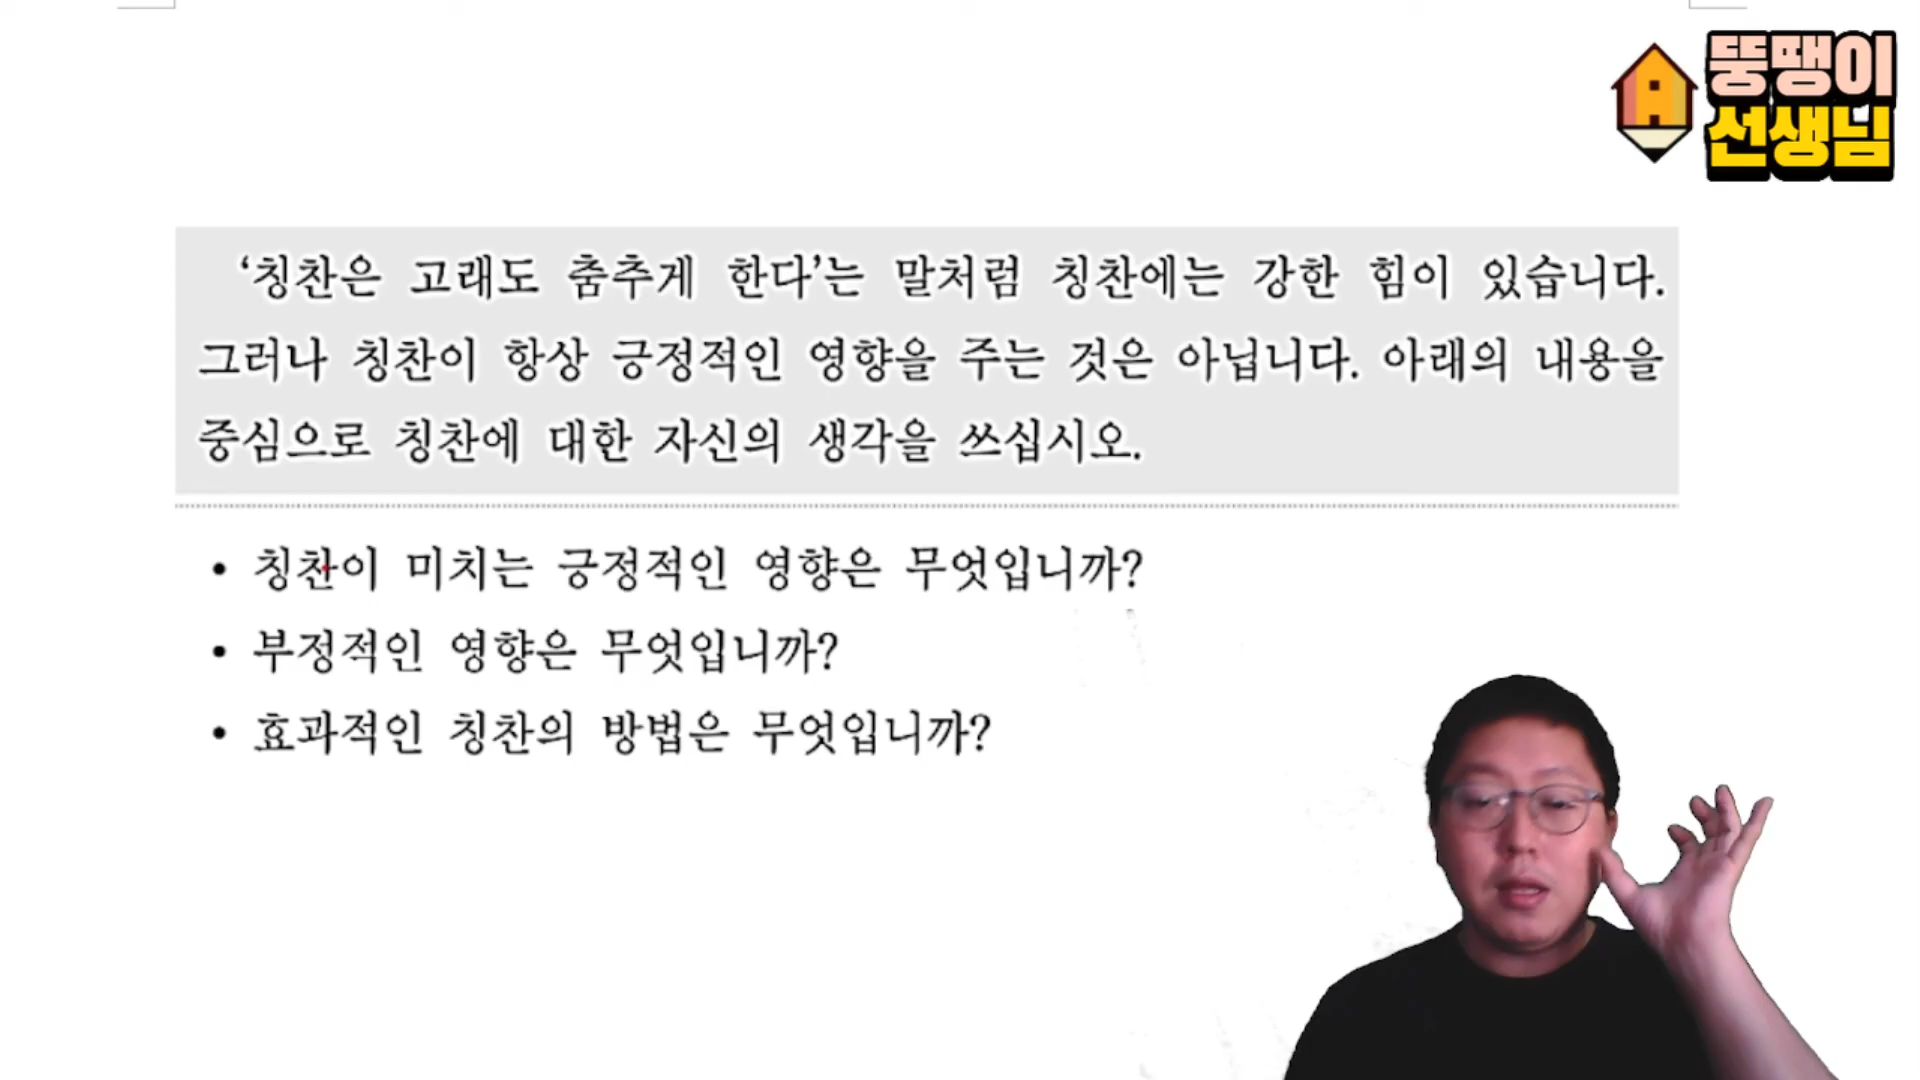 뚱땡이
선생님
‘칭찬은 고래도 춤추게 한다’는 말처럼 칭찬에는 강한 힘이 있습니다.
그러나 칭찬이 항상 긍정적인 영향을 주는 것은 아닙니다. 아래의 내용을
중심으로 칭찬에 대한 자신의 생각을 쓰십시오.
• 칭찬이 미치는 긍정적인 영향은 무엇입니까?
• 부정적인 영향은 무엇입니까?
• 효과적인 칭찬의 방법은 무엇입니까?